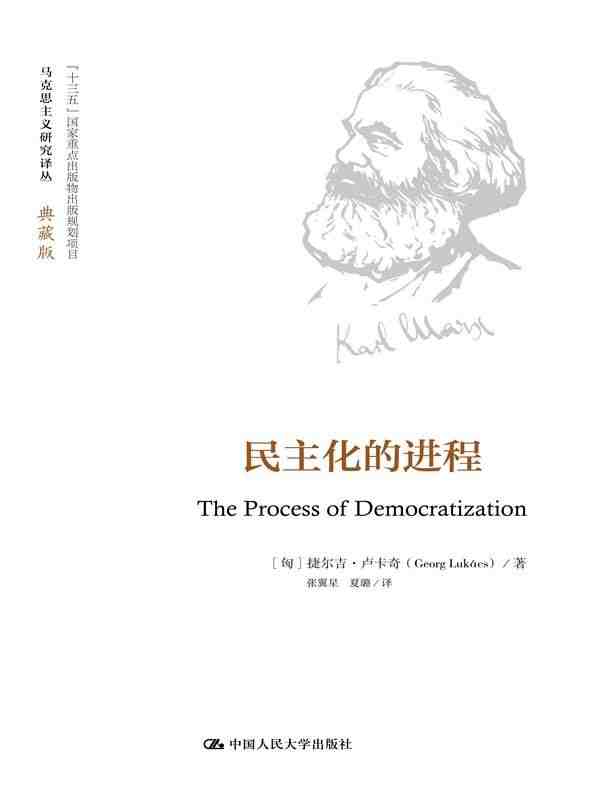 『十三五』国家重点出版物出版规划项目
马克思主义研究译丛 典藏版
Karl Marx
民主化的进程
The Process of Democratization
[匈]捷尔吉·卢卡奇(Georg Lukács)/著
张翼星 夏璐/译
中国人民大学出版社